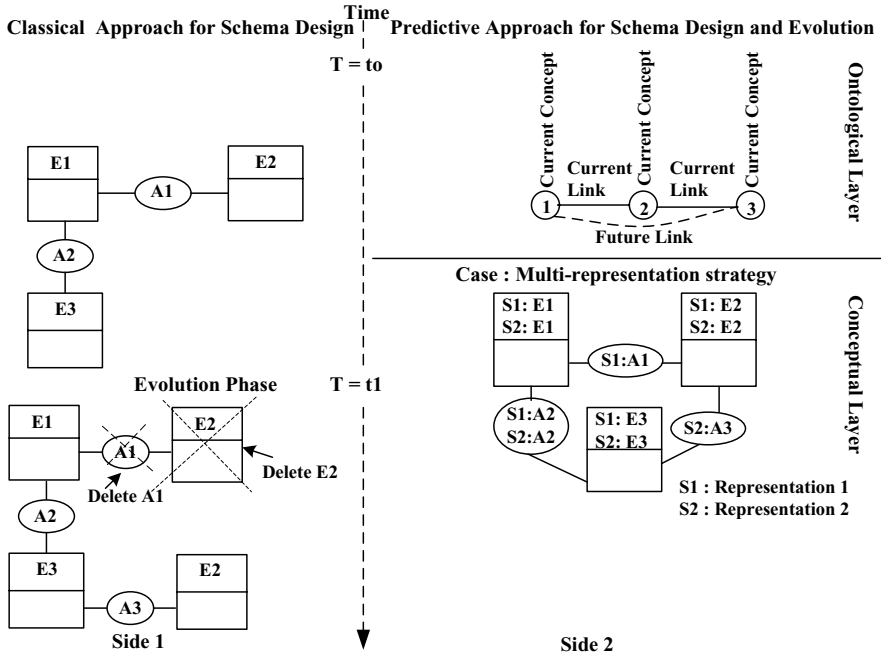 Time
Classical Approach for Schema Design
Predictive Approach for Schema Design and Evolution
T = to
E1
A1
E2
A2
E3
Evolution Phase
T = t1
E1
A1
E2
Delete A1
Delete E2
A2
E3
A3
E2
Side 1
Current Concept
Current Concept
Current Concept
Current
Link
Current
Link
1
2
3
Future Link
Ontological Layer
Case : Multi-representation strategy
S1: E1
S2: E1
S1:A1
S1: E2
S2: E2
S1:A2
S2:A2
S1: E3
S2: E3
S2:A3
Conceptual Layer
S1 : Representation 1
S2 : Representation 2
Side 2